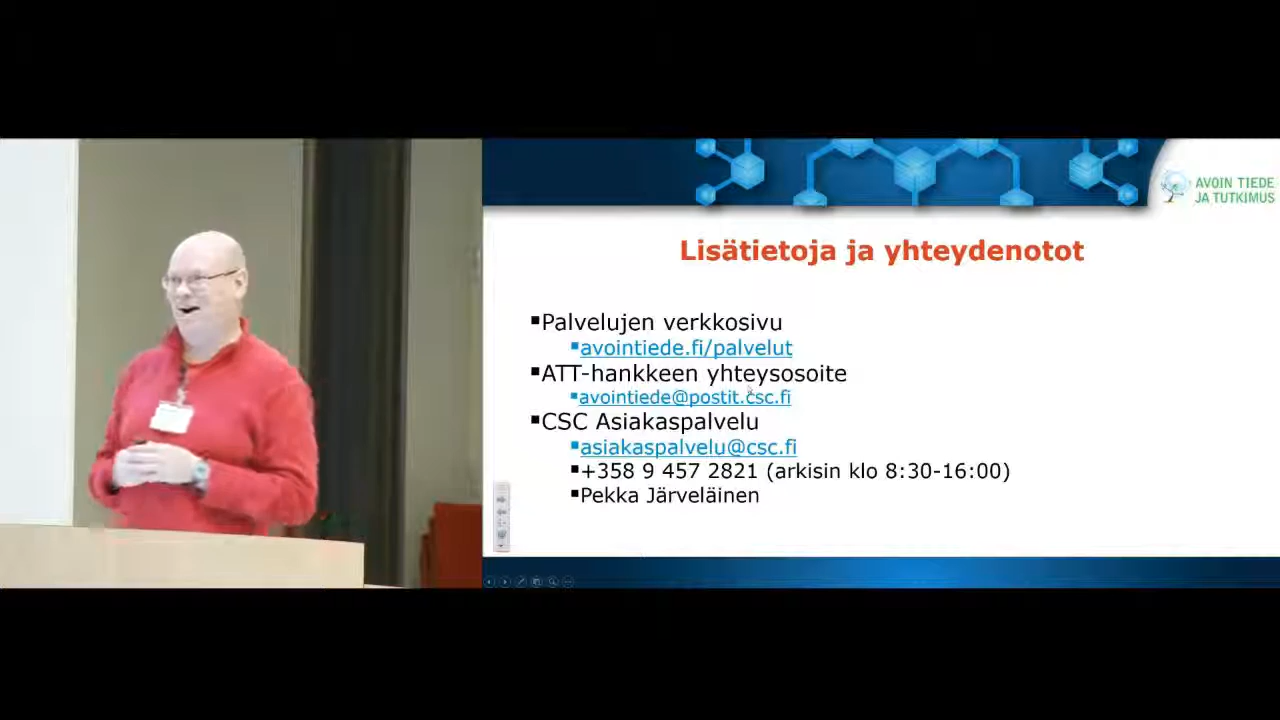 AVOIN TIEDE
JA TUTKIMUS
Lisätietoja ja yhteydenotot
▪Palvelujen verkkosivu
▪avointiede.fi/palvelut
▪ATT-hankkeen yhteysosoite
▪avointiede@postit.csc.fi
▪CSC Asiakaspalvelu
▪asiakaspalvelu@csc.fi
▪+358 9 457 2821 (arkisin klo 8:30-16:00)
▪Pekka Järveläinen